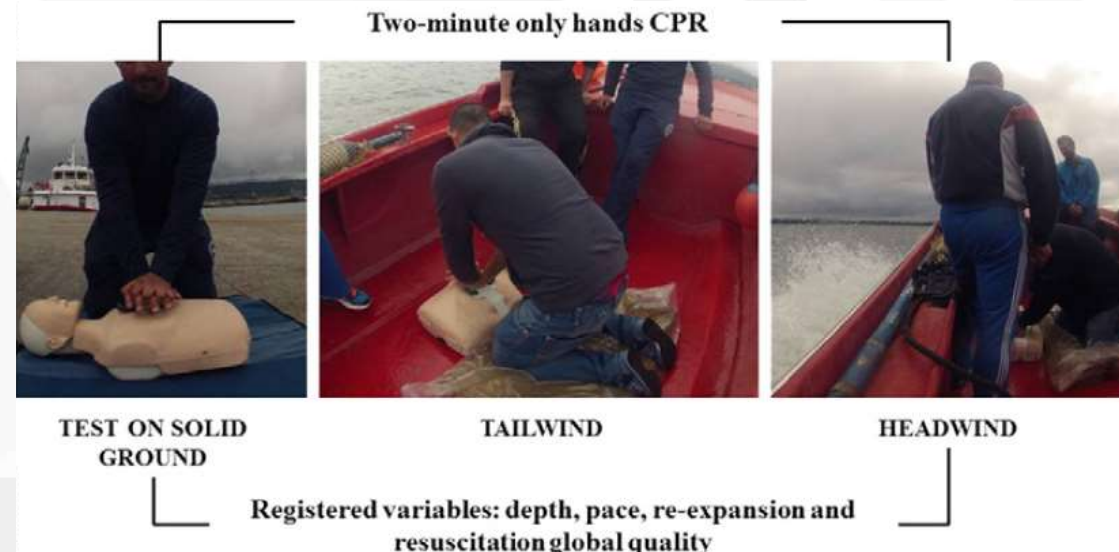 Two-minute only hands CPR
TEST ON SOLID
GROUND
TAILWIND
HEADWIND
Registered variables: depth, pace, re-expansion and
resuscitation global quality